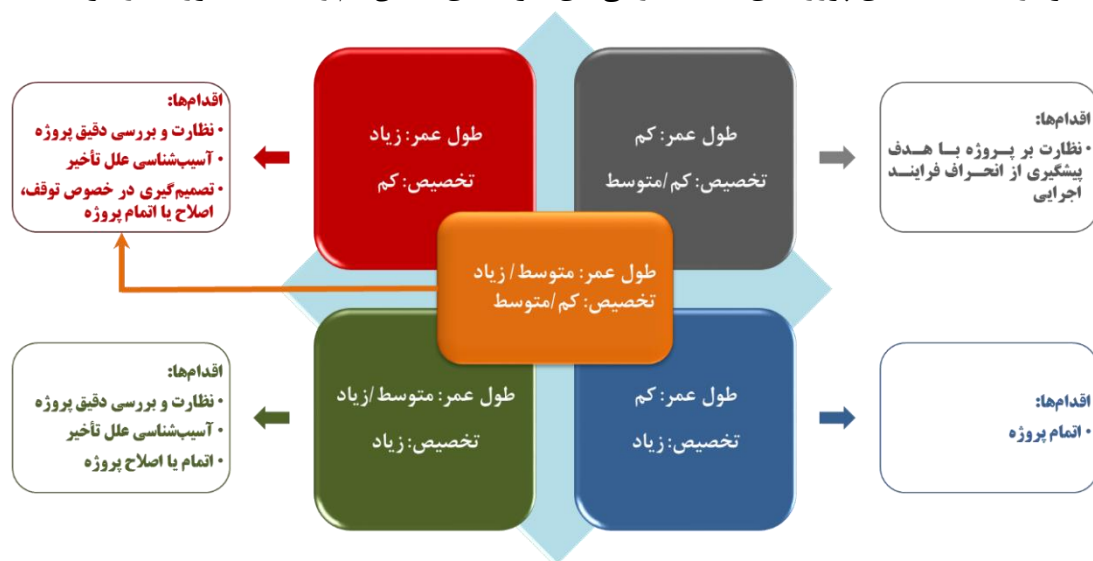 اقدام‌ها:
• نظارت بر پروژه با هدف
پیشگیری از انحراف فرایند
اجرایی
طول عمر: کم
تخصیص: کم/متوسط
طول عمر: زیاد
تخصیص: کم
اقدام‌ها:
• نظارت و بررسی دقیق پروژه
• آسیب‌شناسی علل تأخیر
• تصمیم‌گیری در خصوص توقف،
اصلاح یا اتمام پروژه
طول عمر: متوسط/ زیاد
تخصیص: کم/متوسط
اقدام‌ها:
• اتمام پروژه
طول عمر: کم
تخصیص: زیاد
طول عمر: متوسط/زیاد
تخصیص: زیاد
اقدام‌ها:
• نظارت و بررسی دقیق پروژه
• آسیب‌شناسی علل تأخیر
• اتمام یا اصلاح پروژه